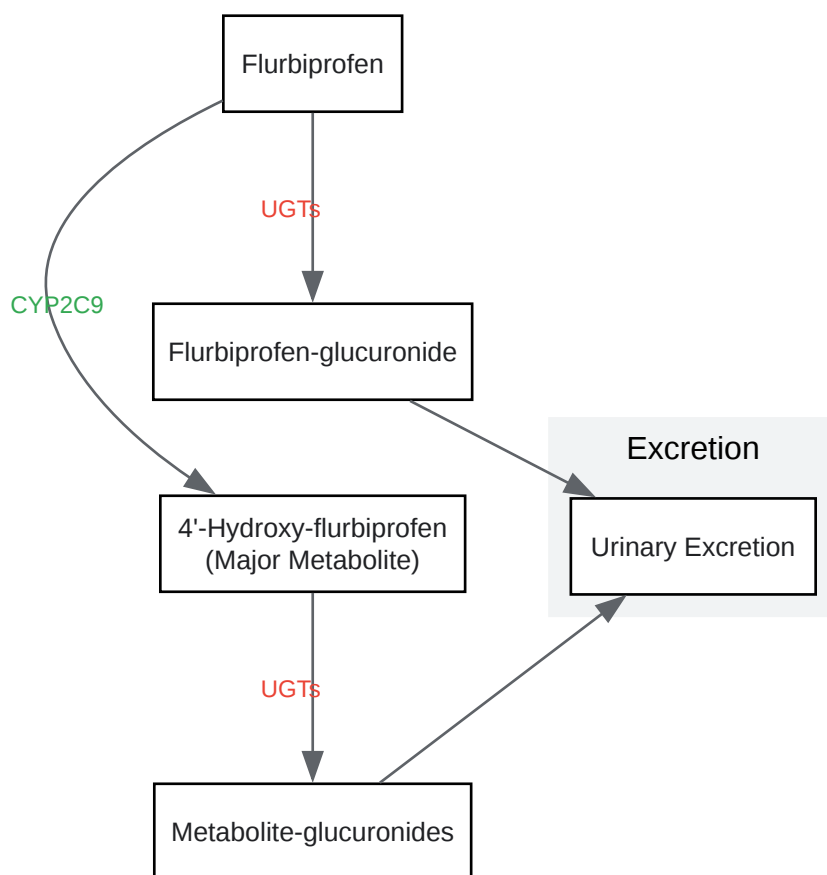 Flurbiprofen
UGTs
CYP2C9
Flurbiprofen-glucuronide
Excretion
4'-Hydroxy-flurbiprofen
(Major Metabolite)
Urinary Excretion
UGTs
Metabolite-glucuronides